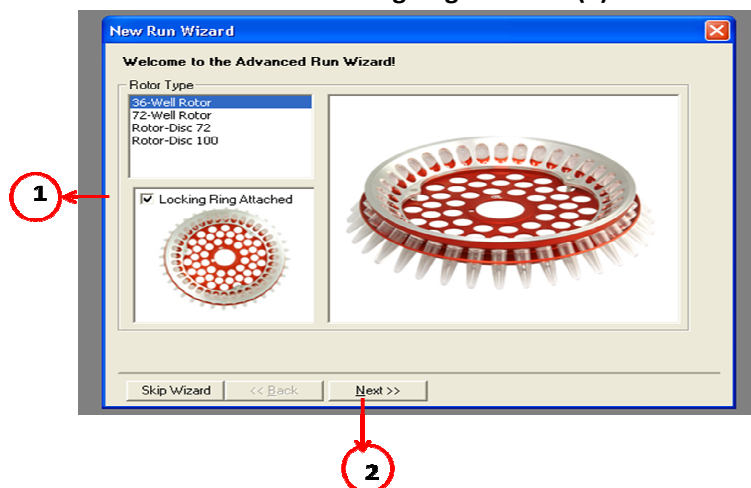 New Run Wizard
Welcome to the Advanced Run Wizard!
Rotor Type
36-Well Rotor
72-Well Rotor
Rotor-Disc 72
Rotor-Disc 100
1
Locking Ring Attached
Skip Wizard
<< Back
Next >>
2